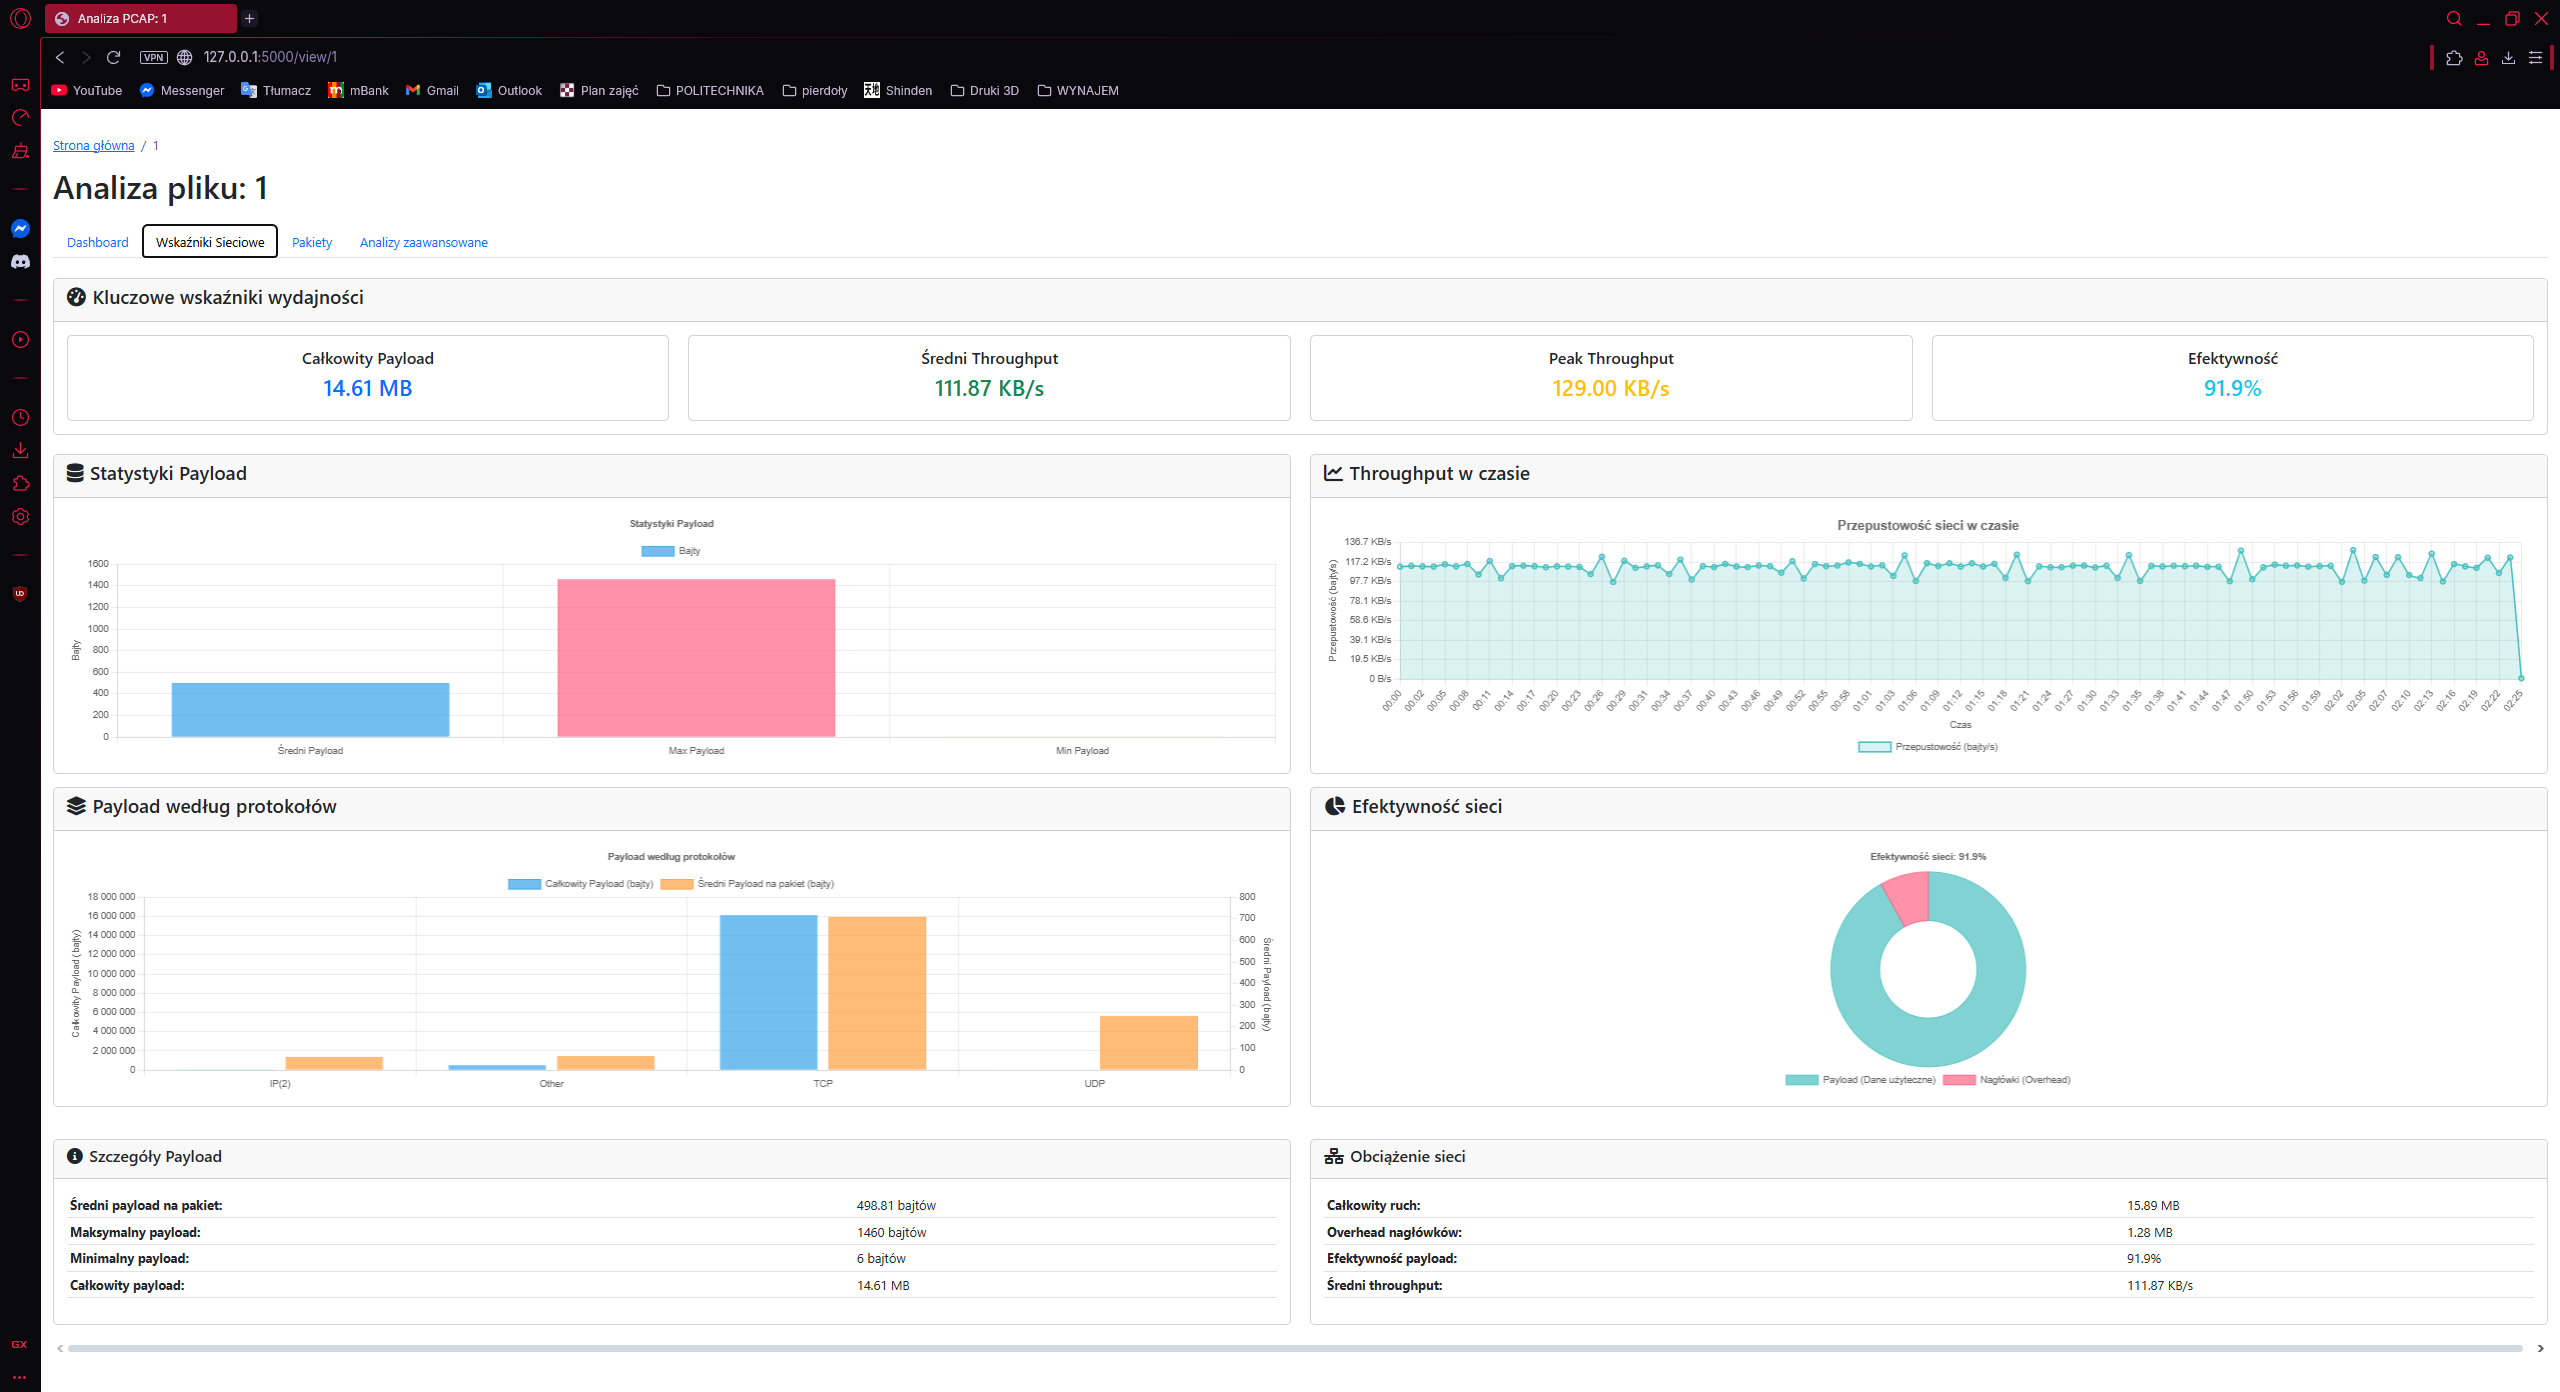 Analiza PCAP: 1
VPN 127.0.0.1:5000/view/1
YouTube Messenger Tłumacz mBank Gmail Outlook Plan zajęć POLITECHNIKA pierdoły Shinden Druki 3D WYNAJEM
Strona główna / 1
Analiza pliku: 1
Dashboard Wskaźniki Sieciowe Pakiety Analizy zaawansowane
Kluczowe wskaźniki wydajności
Całkowity Payload
14.61 MB
Średni Throughput
111.87 KB/s
Peak Throughput
129.00 KB/s
Efektywność
91.9%
Statystyki Payload
Statystyki Payload
Bajty
1600
1400
1200
1000
800
600
400
200
0
Bajty
Średni Payload Max Payload Min Payload
Throughput w czasie
Przepustowość sieci w czasie
136.7 KB/s
117.2 KB/s
97.7 KB/s
78.1 KB/s
58.6 KB/s
39.1 KB/s
19.5 KB/s
0 B/s
Przepustowość (bajty/s)
00:00 00:02 00:05 00:08 00:11 00:14 00:17 00:20 00:23 00:26 00:29 00:31 00:34 00:37 00:40 00:43 00:46 00:49 00:52 00:55 00:58 01:01 01:03 01:06 01:09 01:12 01:15 01:18 01:21 01:24 01:27 01:30 01:33 01:35 01:38 01:41 01:44 01:47 01:50 01:53 01:56 01:59 02:02 02:05 02:07 02:10 02:13 02:16 02:19 02:22 02:25
Czas
Przepustowość (bajty/s)
Payload według protokołów
Payload według protokołów
Całkowity Payload (bajty) Średni Payload na pakiet (bajty)
18 000 000
16 000 000
14 000 000
12 000 000
10 000 000
8 000 000
6 000 000
4 000 000
2 000 000
0
Całkowity Payload (bajty)
800
700
600
500
400
300
200
100
0
Średni Payload (bajty)
IP(2) Other TCP UDP
Efektywność sieci
Efektywność sieci: 91.9%
Payload (Dane użyteczne) Nagłówki (Overhead)
Szczegóły Payload
Średni payload na pakiet: 498.81 bajtów
Maksymalny payload: 1460 bajtów
Minimalny payload: 6 bajtów
Całkowity payload: 14.61 MB
Obciążenie sieci
Całkowity ruch: 15.89 MB
Overhead nagłówków: 1.28 MB
Efektywność payload: 91.9%
Średni throughput: 111.87 KB/s
GX